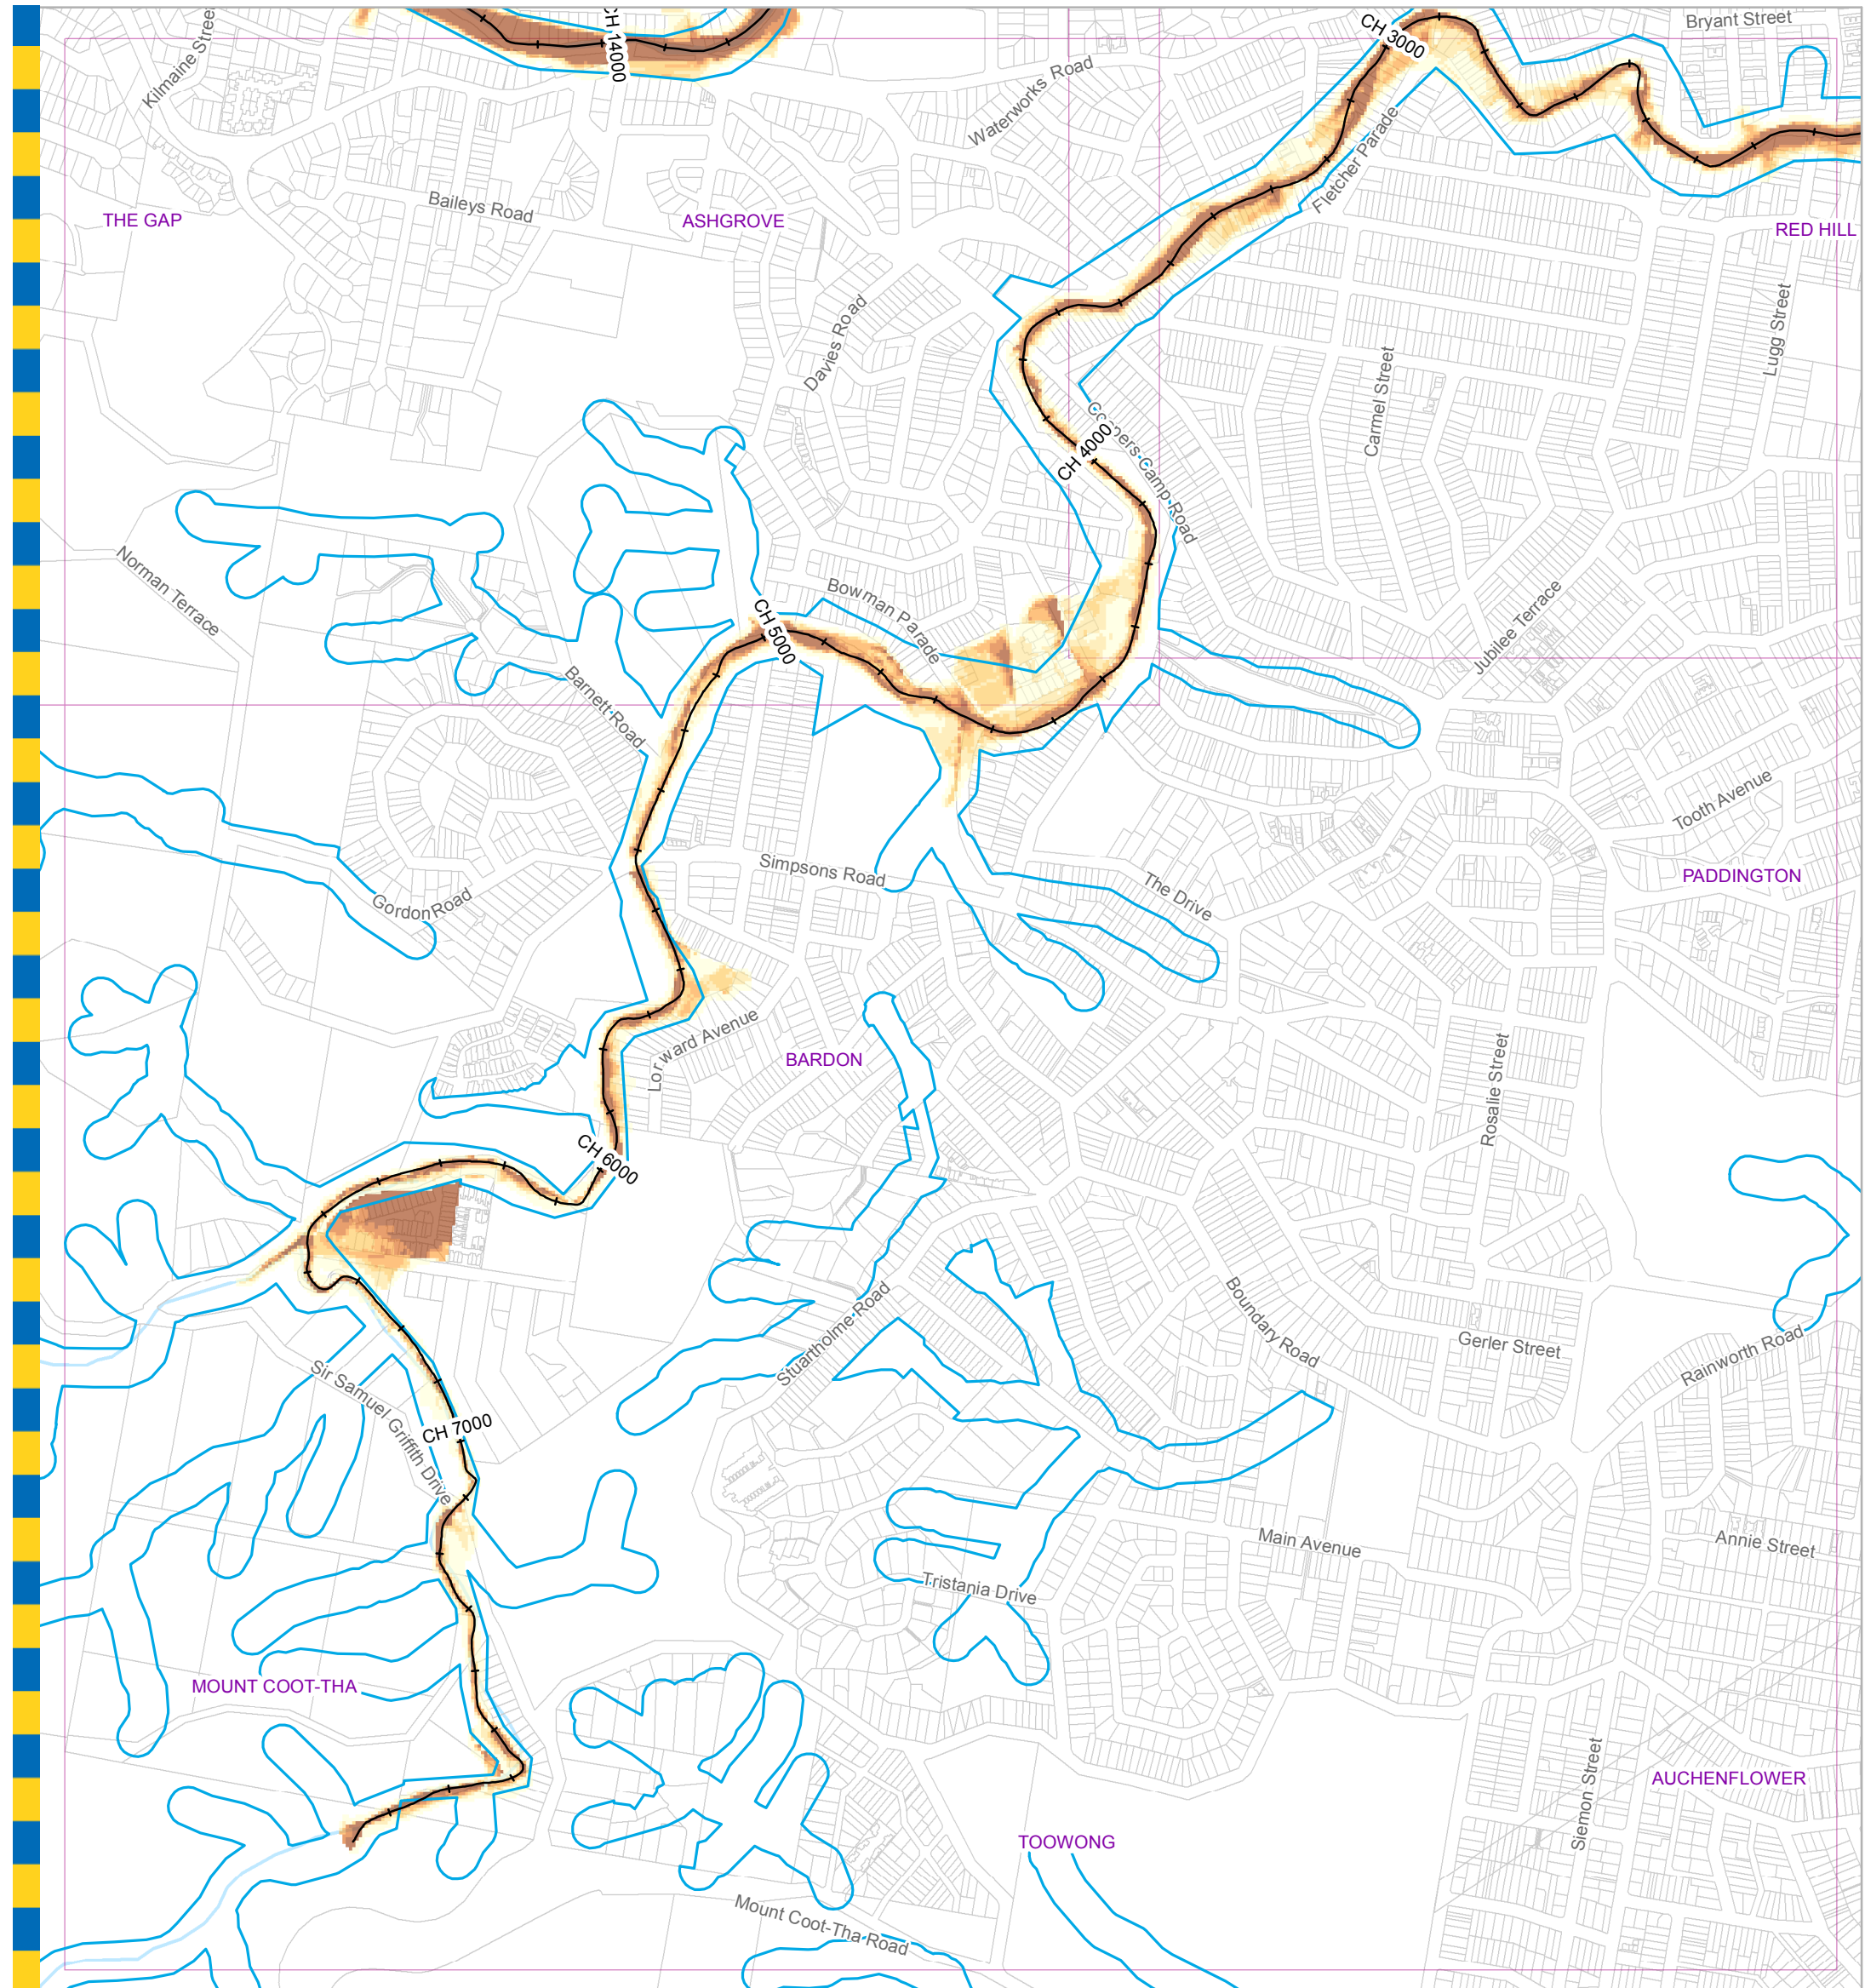 CH 14000
CH 3000
Bryant Street
Kilmaine Street
Waterworks Road
Fletcher Parade
Baileys Road
THE GAP
ASHGROVE
RED HILL
Davies Road
Lugg Street
Carmel Street
CH 4000
Coopers Camp Road
Norman Terrace
Bowman Parade
CH 5000
Jubilee Terrace
Barnett Road
Tooth Avenue
Simpsons Road
The Drive
PADDINGTON
Gordon Road
Lorward Avenue
BARDON
Rosalie Street
CH 6000
Stuartholme Road
Boundary Road
Gerler Street
Rainworth Road
Sir Samuel Griffith Drive
CH 7000
Main Avenue
Annie Street
Tristania Drive
MOUNT COOT-THA
Siemon Street
AUCHENFLOWER
TOOWONG
Mount Coot-Tha Road